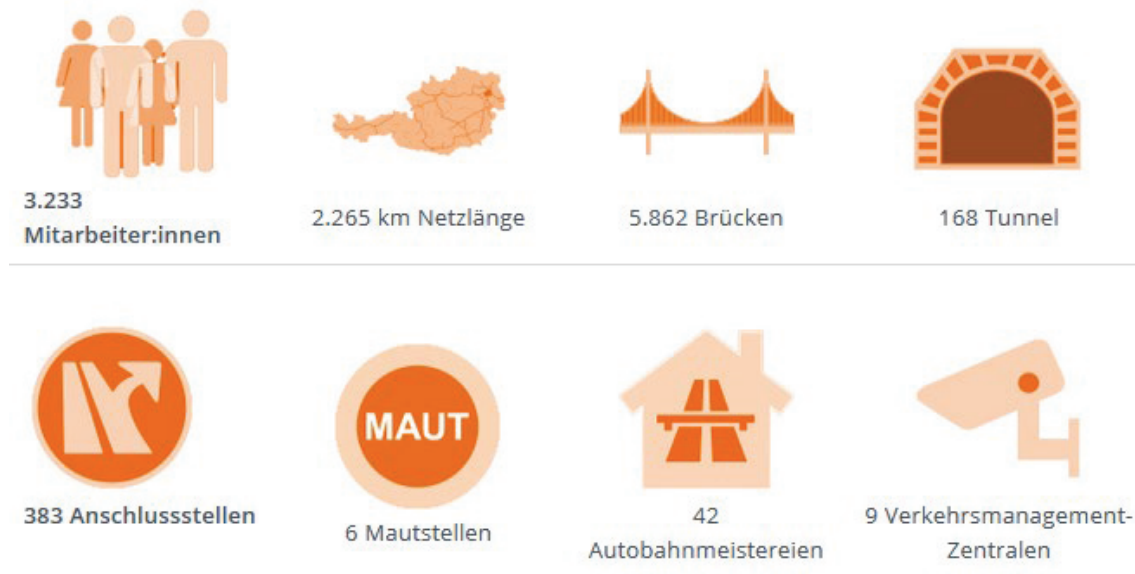 3.233
Mitarbeiter:innen
2.265 km Netzlänge
5.862 Brücken
168 Tunnel
MAUT
383 Anschlussstellen
6 Mautstellen
42
Autobahnmeistereien
9 Verkehrsmanagement-
Zentralen